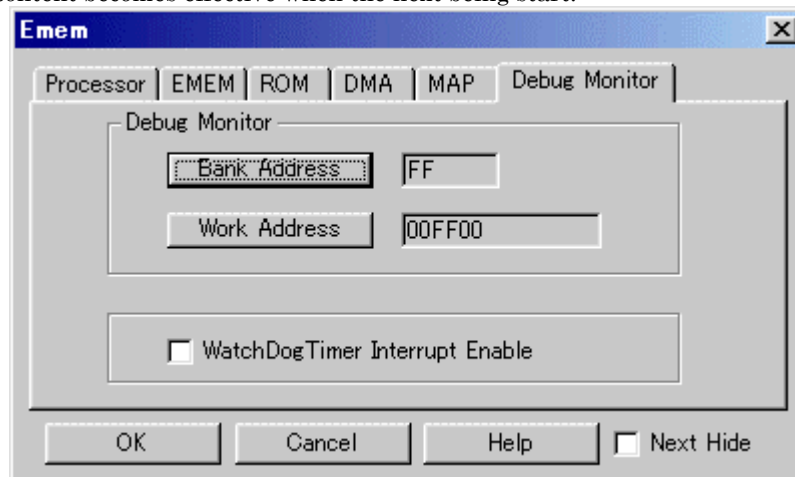 content becomes effective when the next being start.
Emem
Processor EMEM ROM DMA MAP Debug Monitor
Debug Monitor
Bank Address FF
Work Address 00FF00
WatchDogTimer Interrupt Enable
OK Cancel Help Next Hide